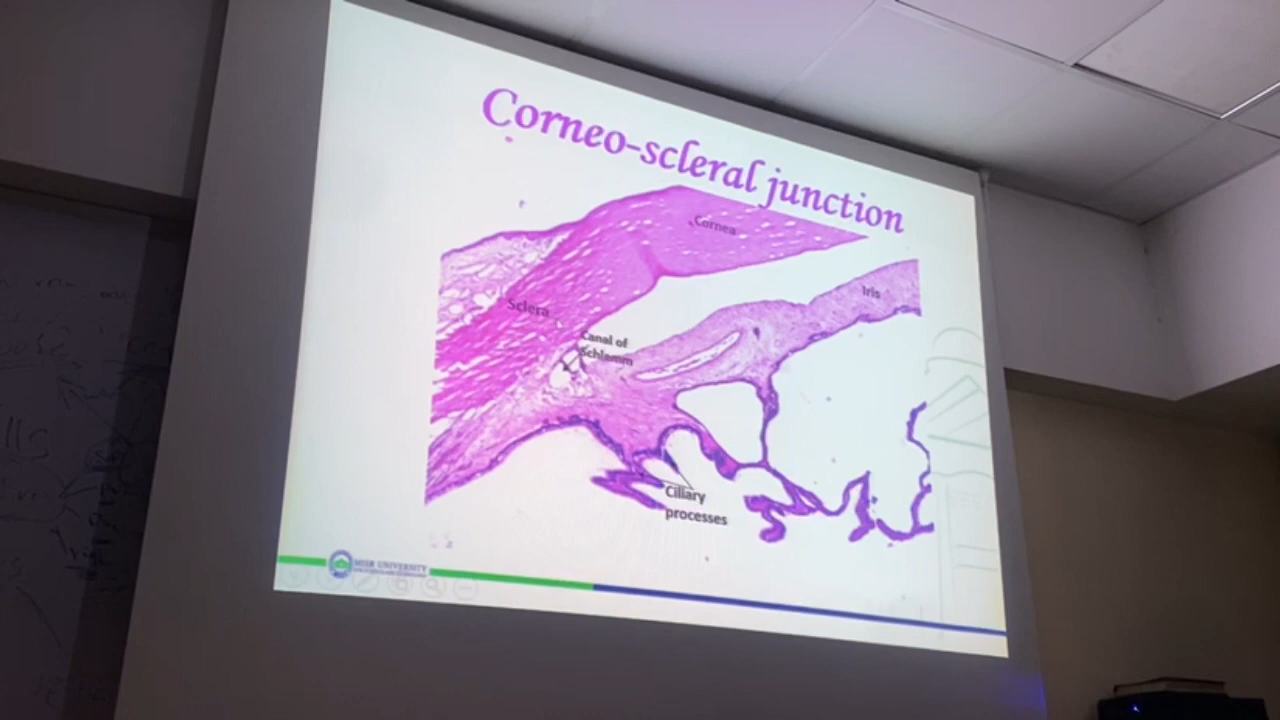 Corneo-scleral junction
Cornea
Iris
Sclera
Canal of
Schlemm
Ciliary
processes
MISR UNIVERSITY